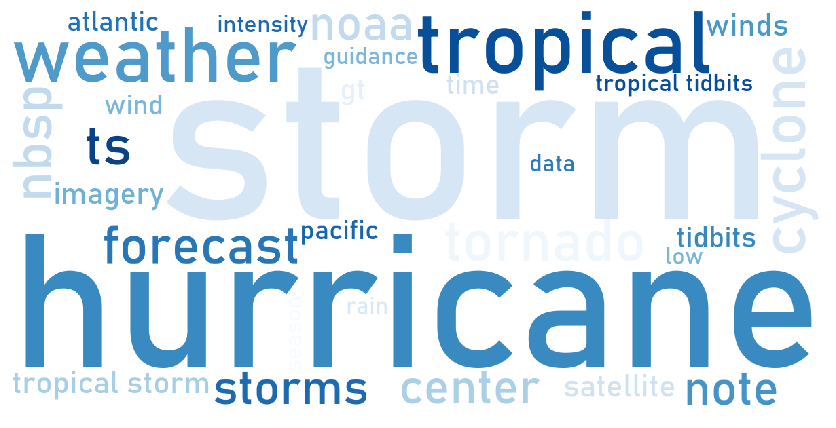 atlantic
intensity
noaa
tropical
winds
weather
guidance
nbsp
wind
gt
time
tropical tidbits
cyclone
storm
ts
data
imagery
forecast
pacific
tornado
tidbits
low
hurricane
season
rain
tropical storm
storms
center
satellite
note